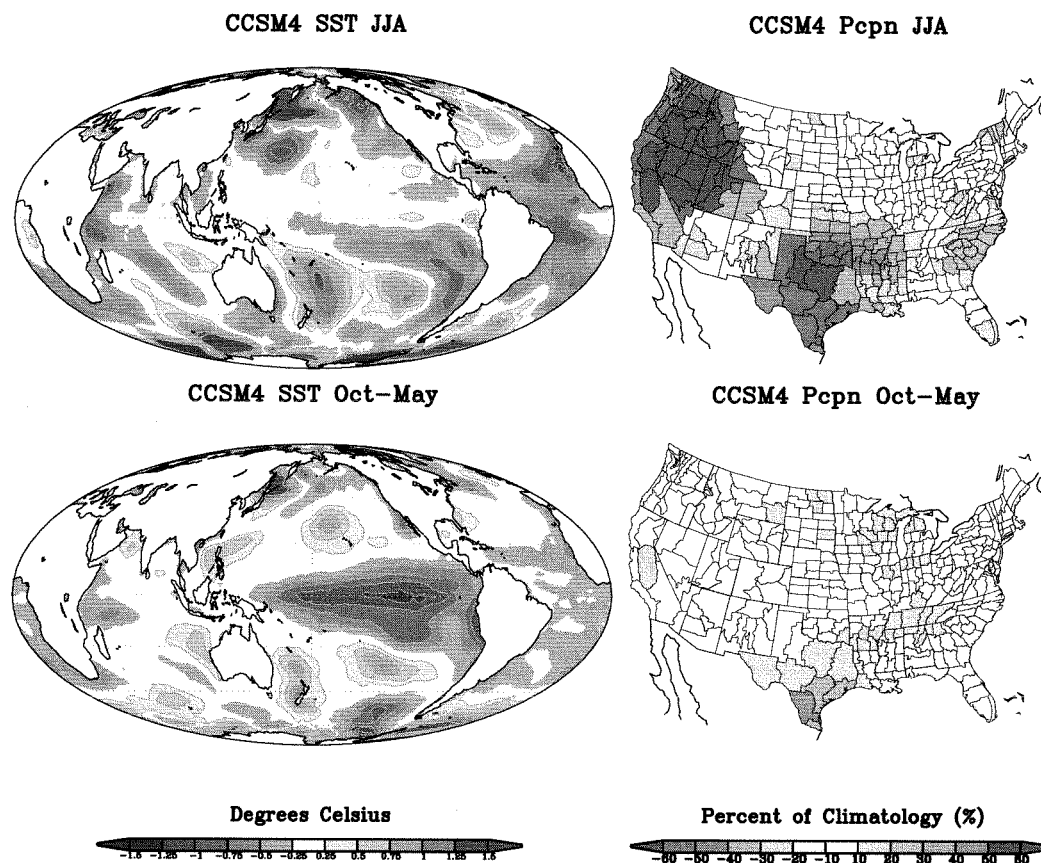 CCSM4 SST JJA
CCSM4 Pcpn JJA
CCSM4 SST Oct-May
CCSM4 Pcpn Oct-May
Degrees Celsius
Percent of Climatology (%)
-1.5 -1.25 -1 -0.75 -0.5 -0.25 0.25 0.5 0.75 1 1.25 1.5
-60 -50 -40 -30 -20 20 30 40 50 60